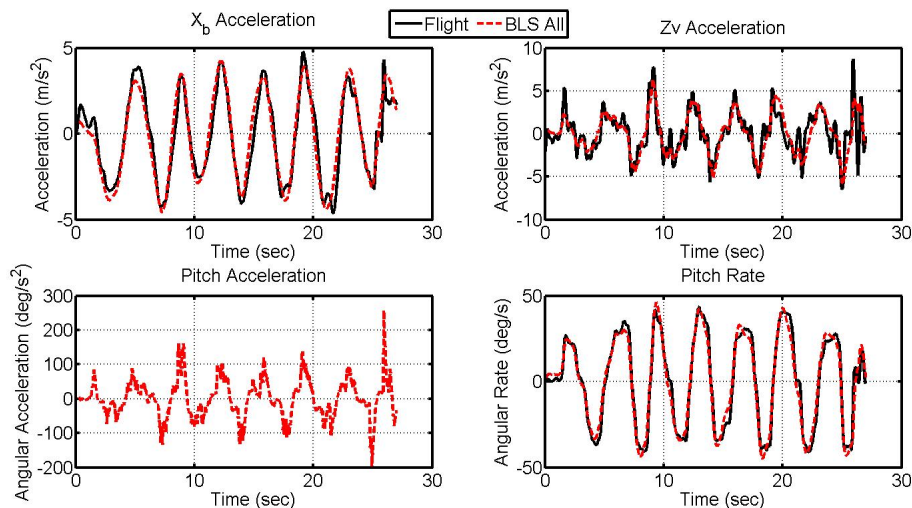 X_b Acceleration
Flight
BLS All
Zv Acceleration
Acceleration (m/s²)
5
0
-5
0
10
20
30
Time (sec)
Acceleration (m/s²)
10
5
0
-5
-10
0
10
20
30
Time (sec)
Pitch Acceleration
Angular Acceleration (deg/s²)
300
200
100
0
-100
200
0
10
20
30
Time (sec)
Pitch Rate
Angular Rate (deg/s)
50
0
-50
0
10
20
30
Time (sec)